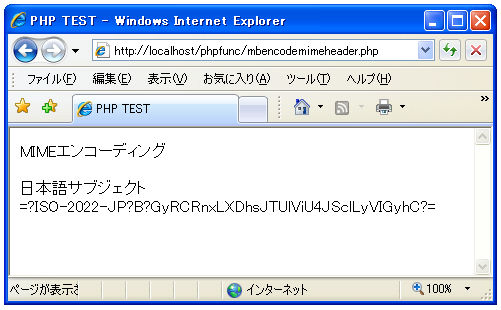 PHP TEST - Windows Internet Explorer
http://localhost/phpfunc/mbencodemimeheader.php
ファイル(F) 編集(E) 表示(V) お気に入り(A) ツール(T) ヘルプ(H)
PHP TEST
MIMEエンコーディング
日本語サブジェクト
=?ISO-2022-JP?B?GyRCRnxLXDhsJTUlViU4JSclLyVIGyhC?=
ページが表示さ インターネット 100%